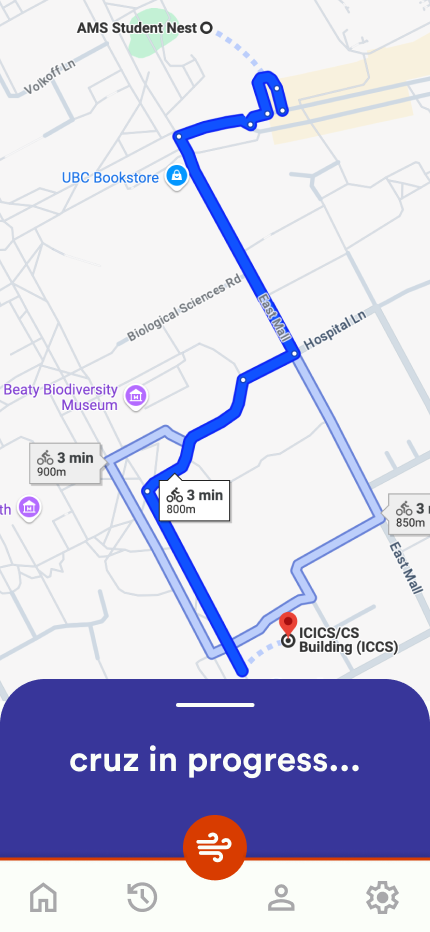 AMS Student Nest
Volkoff Ln
UBC Bookstore
Biological Sciences Rd
East Mall
Hospital Ln
Beaty Biodiversity
Museum
3 min
900m
3 min
800m
th
3
850m
East Mall
ICICS/CS
Building (ICCS)
cruz in progress...